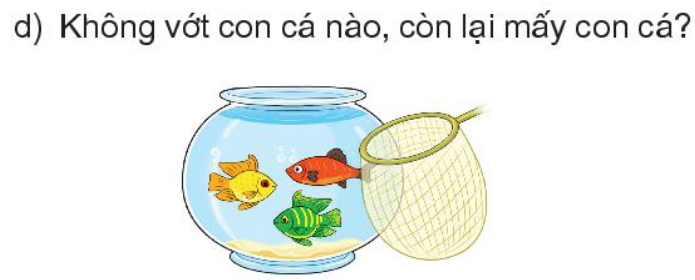 d) Không vớt con cá nào, còn lại mấy con cá?